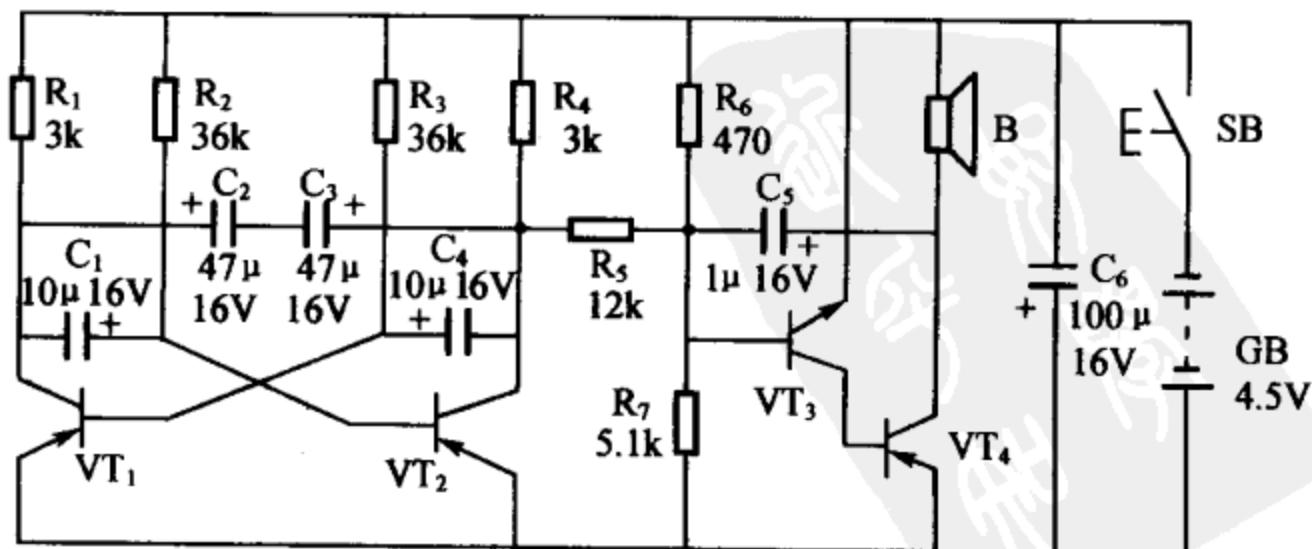 R₁
3k
R₂
36k
R₃
36k
R₄
3k
R₆
470
B
SB
+ C₂
47μ
16V
C₃ +
47μ
16V
C₁
10μ 16V
+
C₄
10μ 16V
+
R₅
12k
C₅
+
1μ 16V
C₆
+ 100μ
16V
GB
4.5V
VT₁
VT₂
R₇
5.1k
VT₃
VT₄